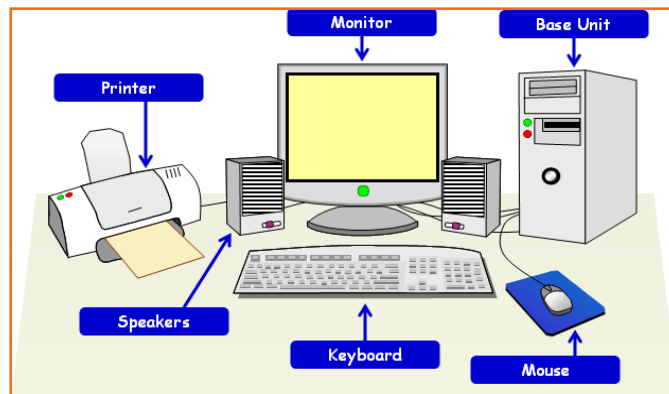 Monitor
Base Unit
Printer
Speakers
Keyboard
Mouse